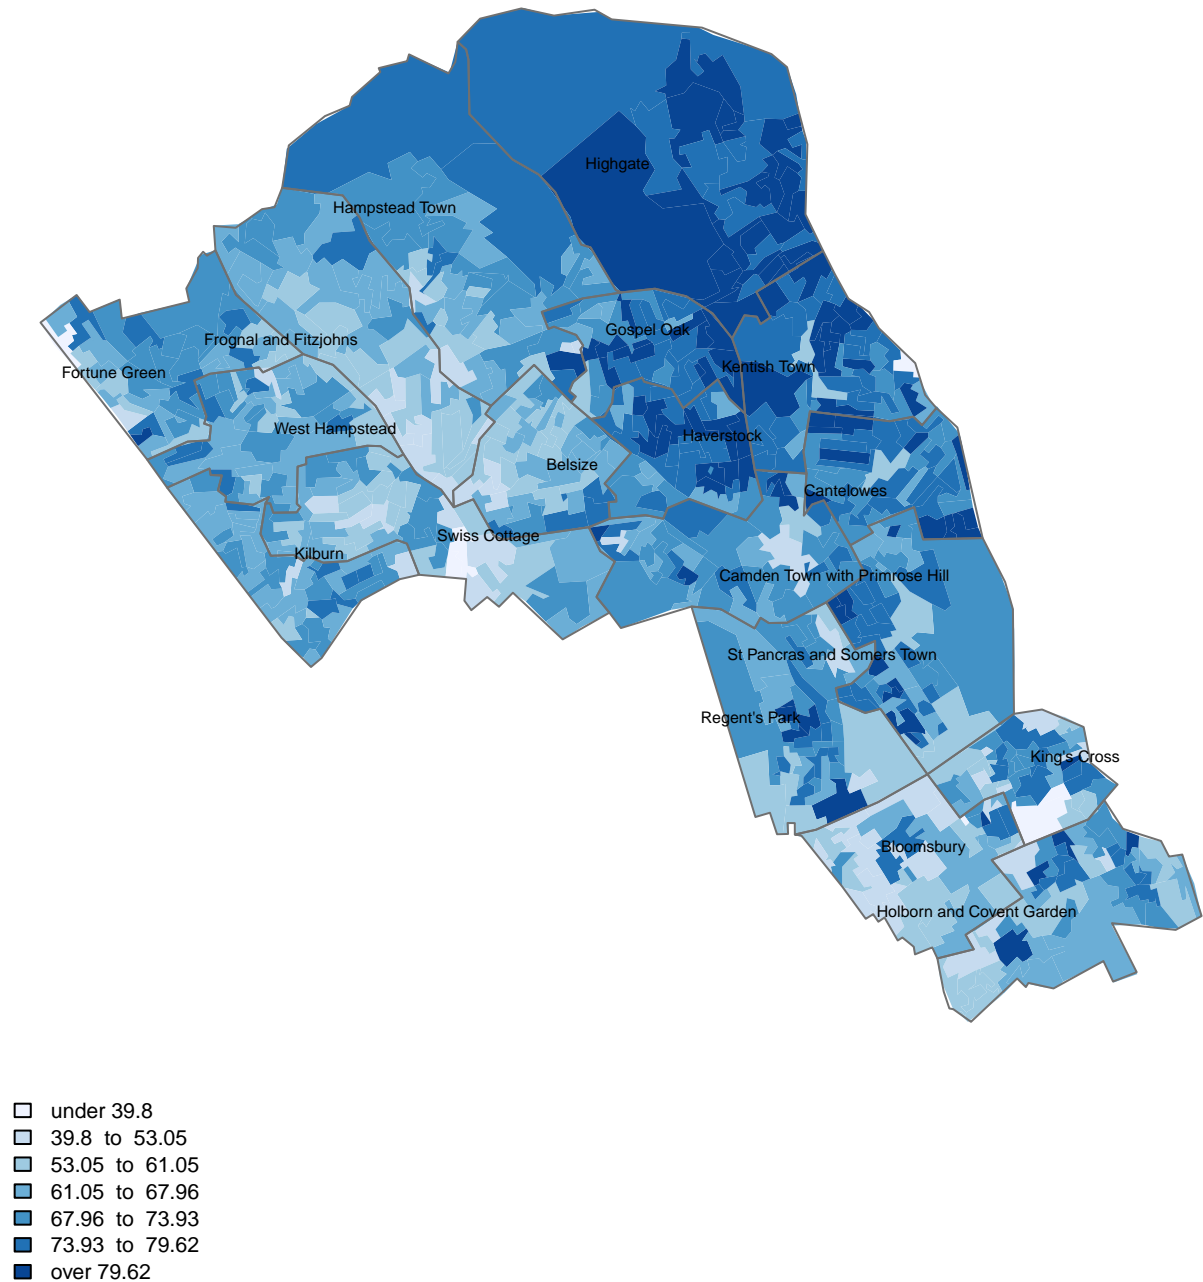 Highgate
Hampstead Town
Gospel Oak
Frognal and Fitzjohns
Kentish Town
Fortune Green
West Hampstead
Haverstock
Belsize
Cantelowes
Swiss Cottage
Kilburn
Camden Town with Primrose Hill
St Pancras and Somers Town
Regent's Park
King's Cross
Bloomsbury
Holborn and Covent Garden
under 39.8
39.8 to 53.05
53.05 to 61.05
61.05 to 67.96
67.96 to 73.93
73.93 to 79.62
over 79.62